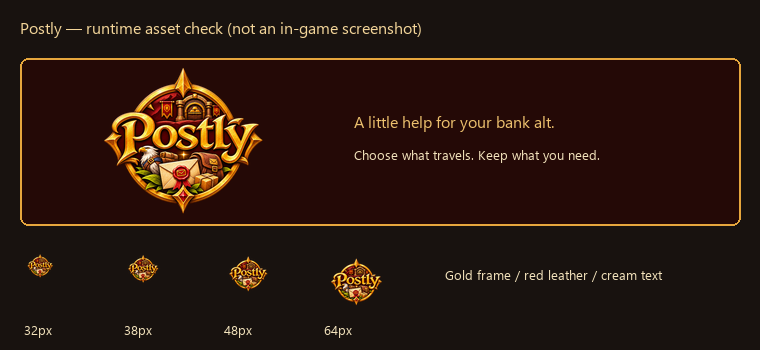 Postly — runtime asset check (not an in-game screenshot)
Postly
A little help for your bank alt.
Choose what travels. Keep what you need.
Postly
Postly
Postly
Postly
Gold frame / red leather / cream text
32px
38px
48px
64px